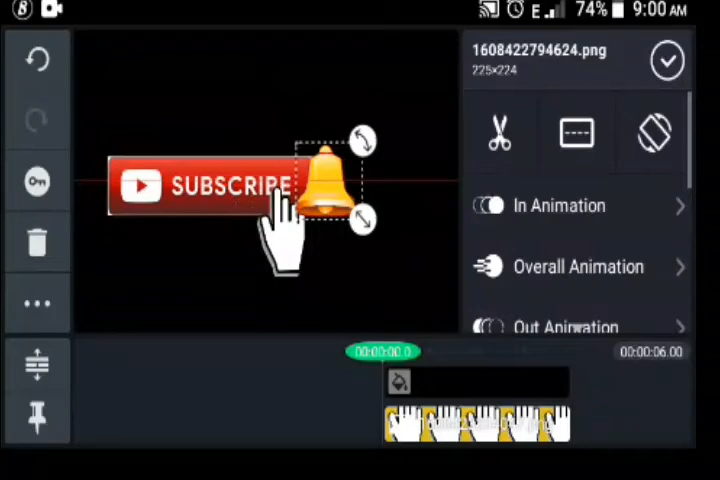 74% 9:00 AM
1608422794624.png
225×224
SUBSCRIBE
In Animation
Overall Animation
Out Animation
00:00:00.0
00:00:06.00